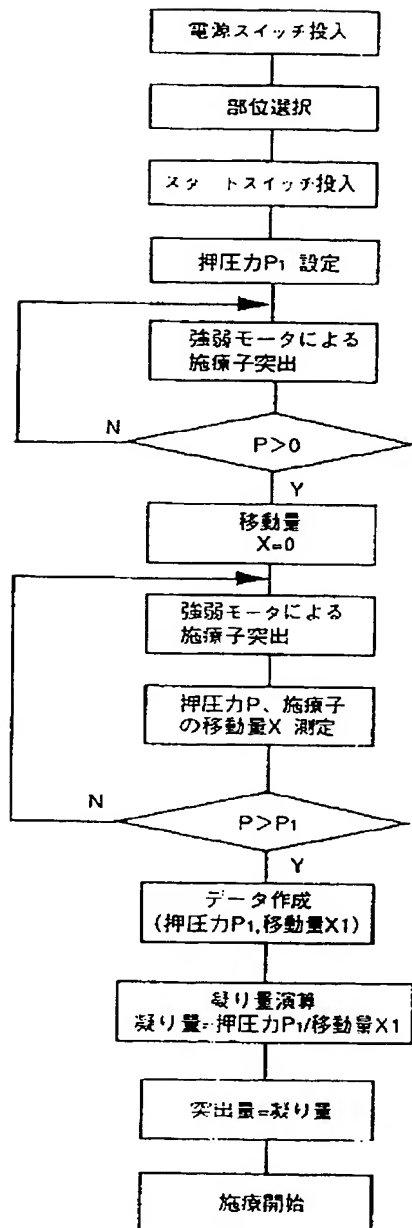 電源スイッチ投入
部位選択
スタートスイッチ投入
押圧力P1 設定
強弱モータによる
施療子突出
N
P>0
Y
移動量
X=0
強弱モータによる
施療子突出
押圧力P、施療子
の移動量X 測定
N
P>P1
Y
データ作成
(押圧力P1,移動量X1)
凝り量演算
凝り量=押圧力P1/移動量X1
突出量=凝り量
施療開始